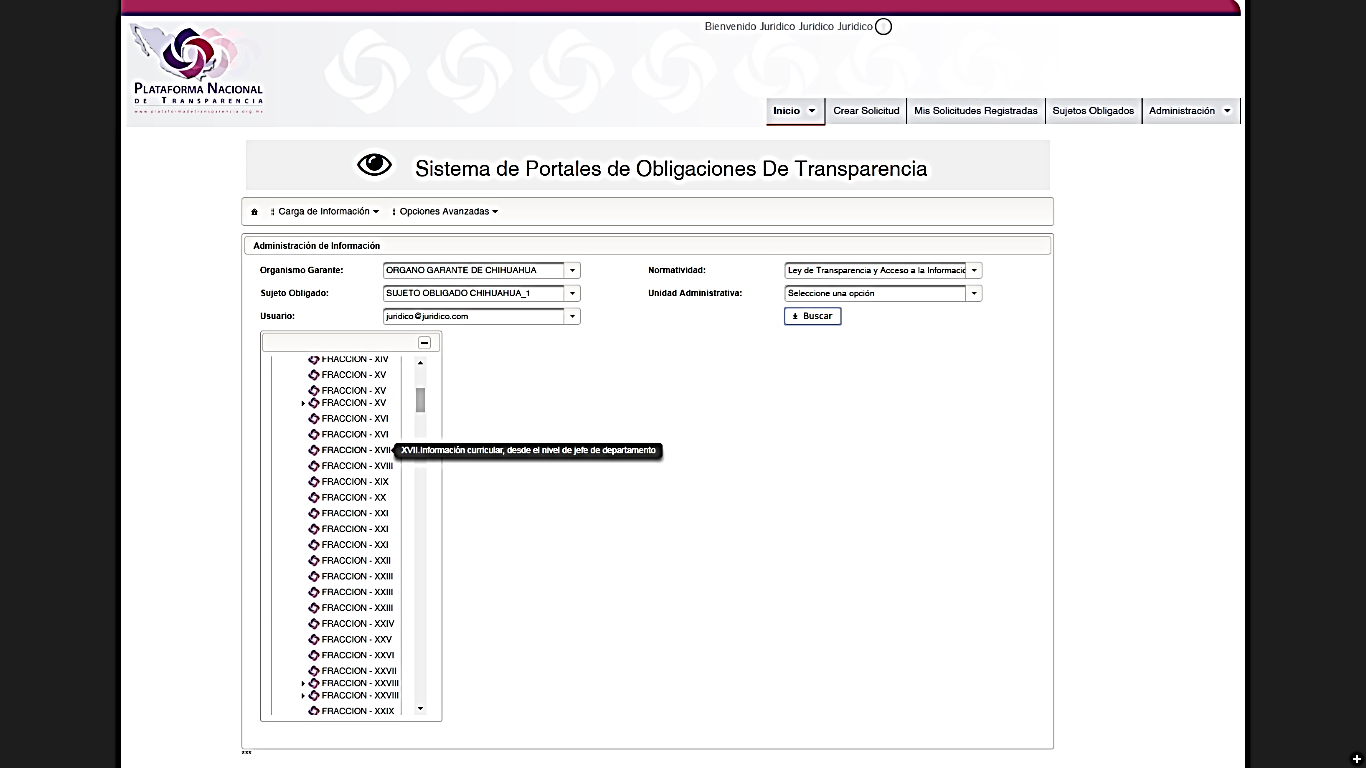 Bienvenido Juridico Juridico Juridico
PLATAFORMA NACIONAL
DE TRANSPARENCIA
www.plataformadetransparencia.org.mx
Inicio Crear Solicitud Mis Solicitudes Registradas Sujetos Obligados Administración
Sistema de Portales de Obligaciones De Transparencia
Carga de Información Opciones Avanzadas
Administración de Información
Organismo Garante: ORGANO GARANTE DE CHIHUAHUA Normatividad: Ley de Transparencia y Acceso a la Informació
Sujeto Obligado: SUJETO OBLIGADO CHIHUAHUA_1 Unidad Administrativa: Seleccione una opción
Usuario: juridico@juridico.com Buscar
FRACCION - XIV
FRACCION - XV
FRACCION - XV
FRACCION - XV
FRACCION - XVI
FRACCION - XVI
FRACCION - XVII XVII.Información curricular, desde el nivel de jefe de departamento
FRACCION - XVIII
FRACCION - XIX
FRACCION - XX
FRACCION - XXI
FRACCION - XXI
FRACCION - XXI
FRACCION - XXII
FRACCION - XXIII
FRACCION - XXIII
FRACCION - XXIII
FRACCION - XXIV
FRACCION - XXV
FRACCION - XXVI
FRACCION - XXVII
FRACCION - XXVIII
FRACCION - XXVIII
FRACCION - XXIX
***